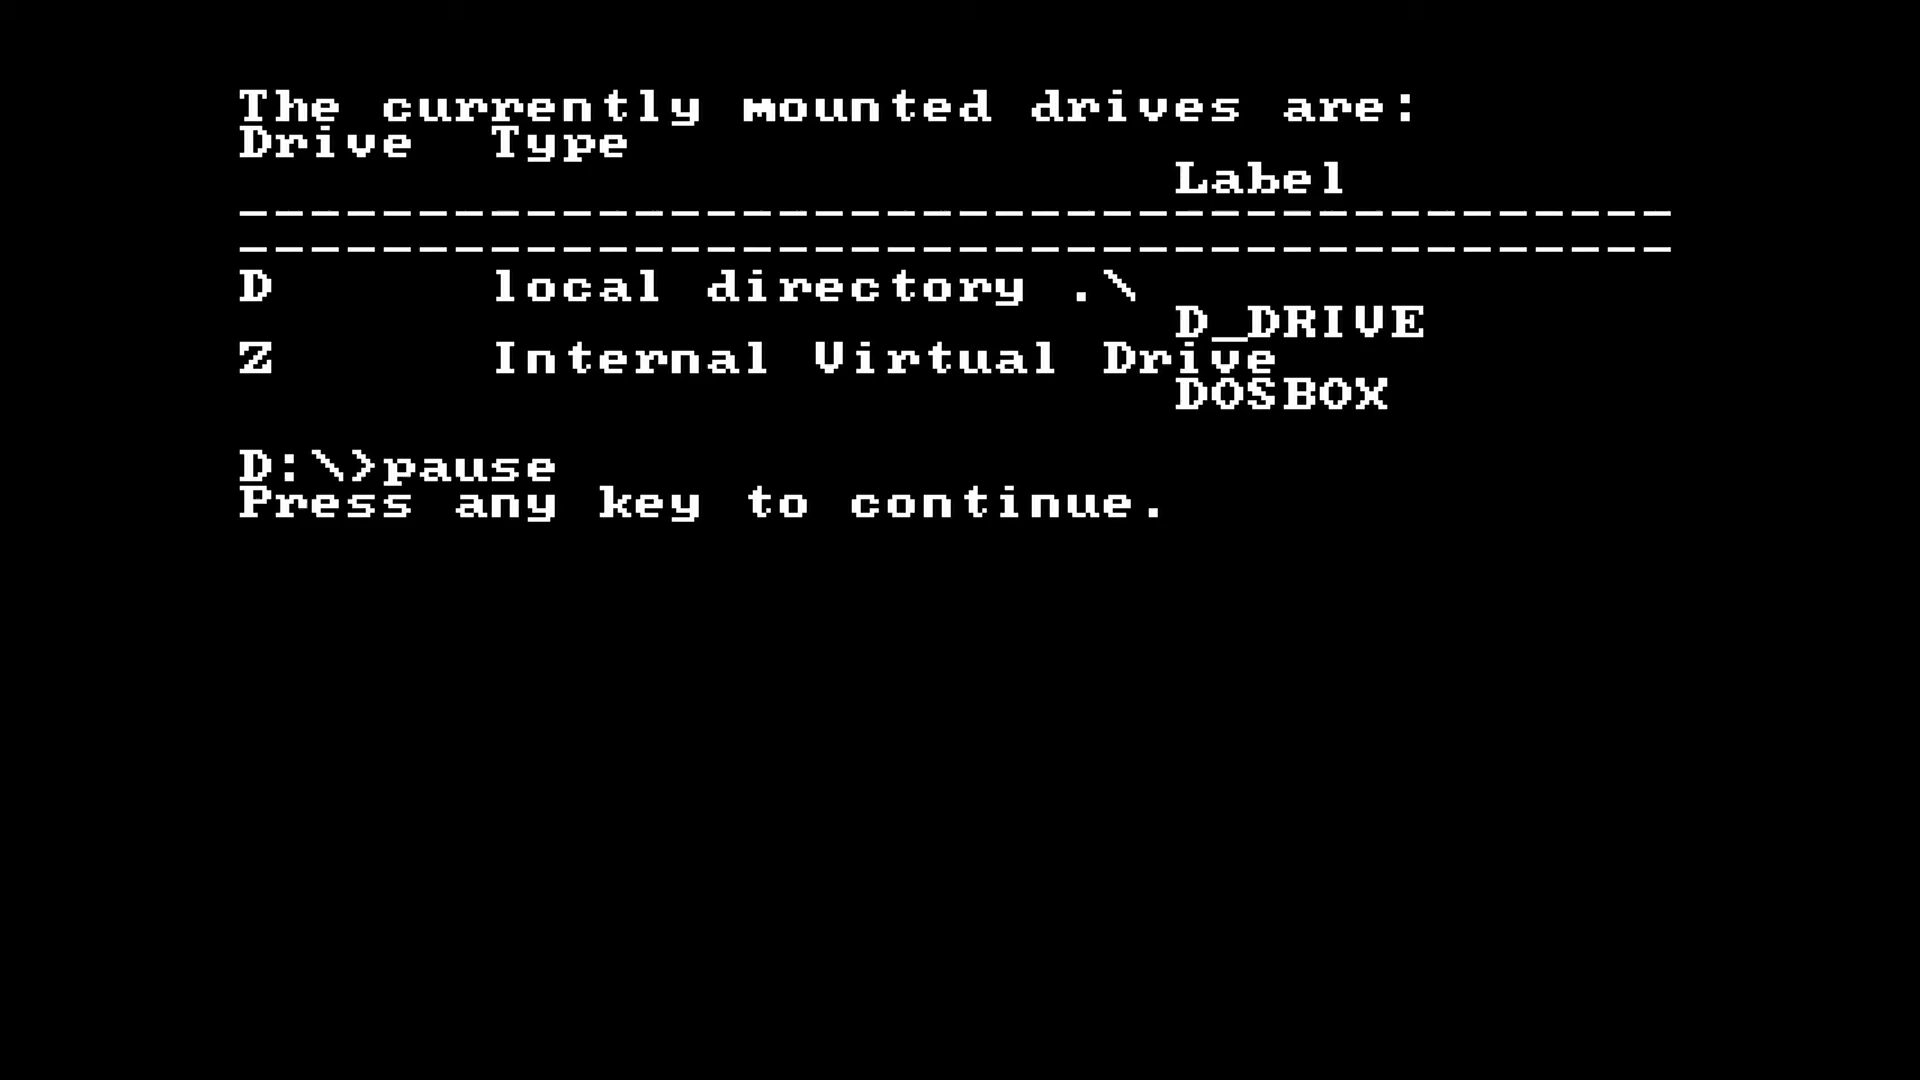 The currently mounted drives are:
Drive  Type
                          Label
----------------------------------------
----------------------------------------
D      local directory .\
                          D_DRIVE
Z      Internal Virtual Drive
                          DOSBOX
D:\>pause
Press any key to continue.